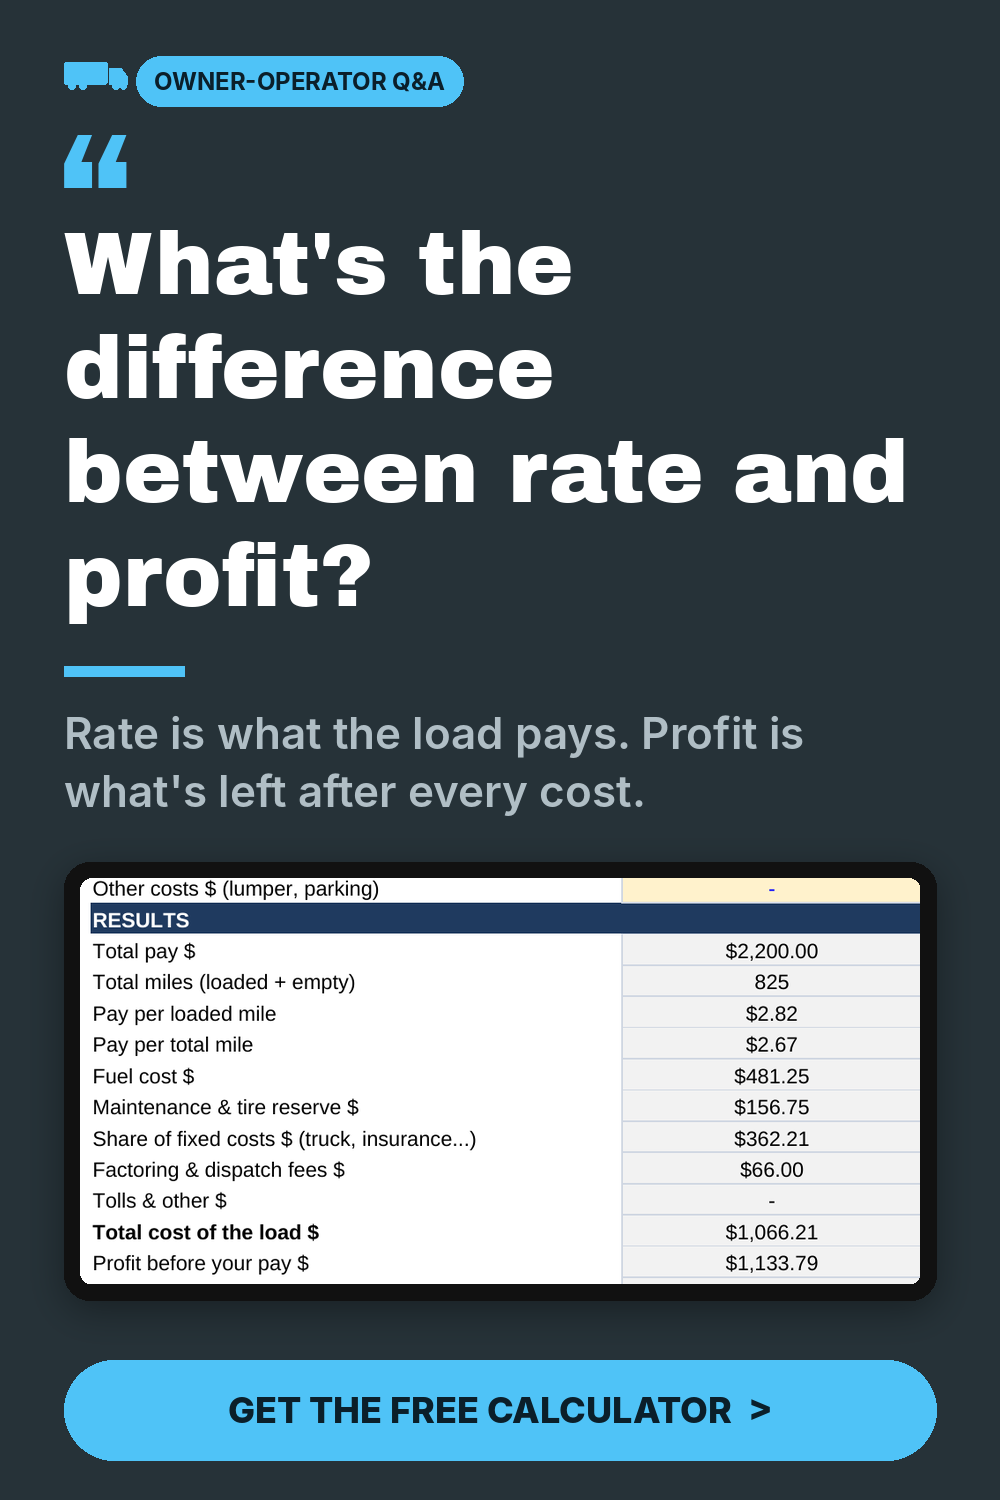 OWNER-OPERATOR Q&A
“
What's the
difference
between rate and
profit?
Rate is what the load pays. Profit is
what's left after every cost.
Other costs $ (lumper, parking) -
RESULTS
Total pay $ $2,200.00
Total miles (loaded + empty) 825
Pay per loaded mile $2.82
Pay per total mile $2.67
Fuel cost $ $481.25
Maintenance & tire reserve $ $156.75
Share of fixed costs $ (truck, insurance...) $362.21
Factoring & dispatch fees $ $66.00
Tolls & other $ -
Total cost of the load $ $1,066.21
Profit before your pay $ $1,133.79
GET THE FREE CALCULATOR >